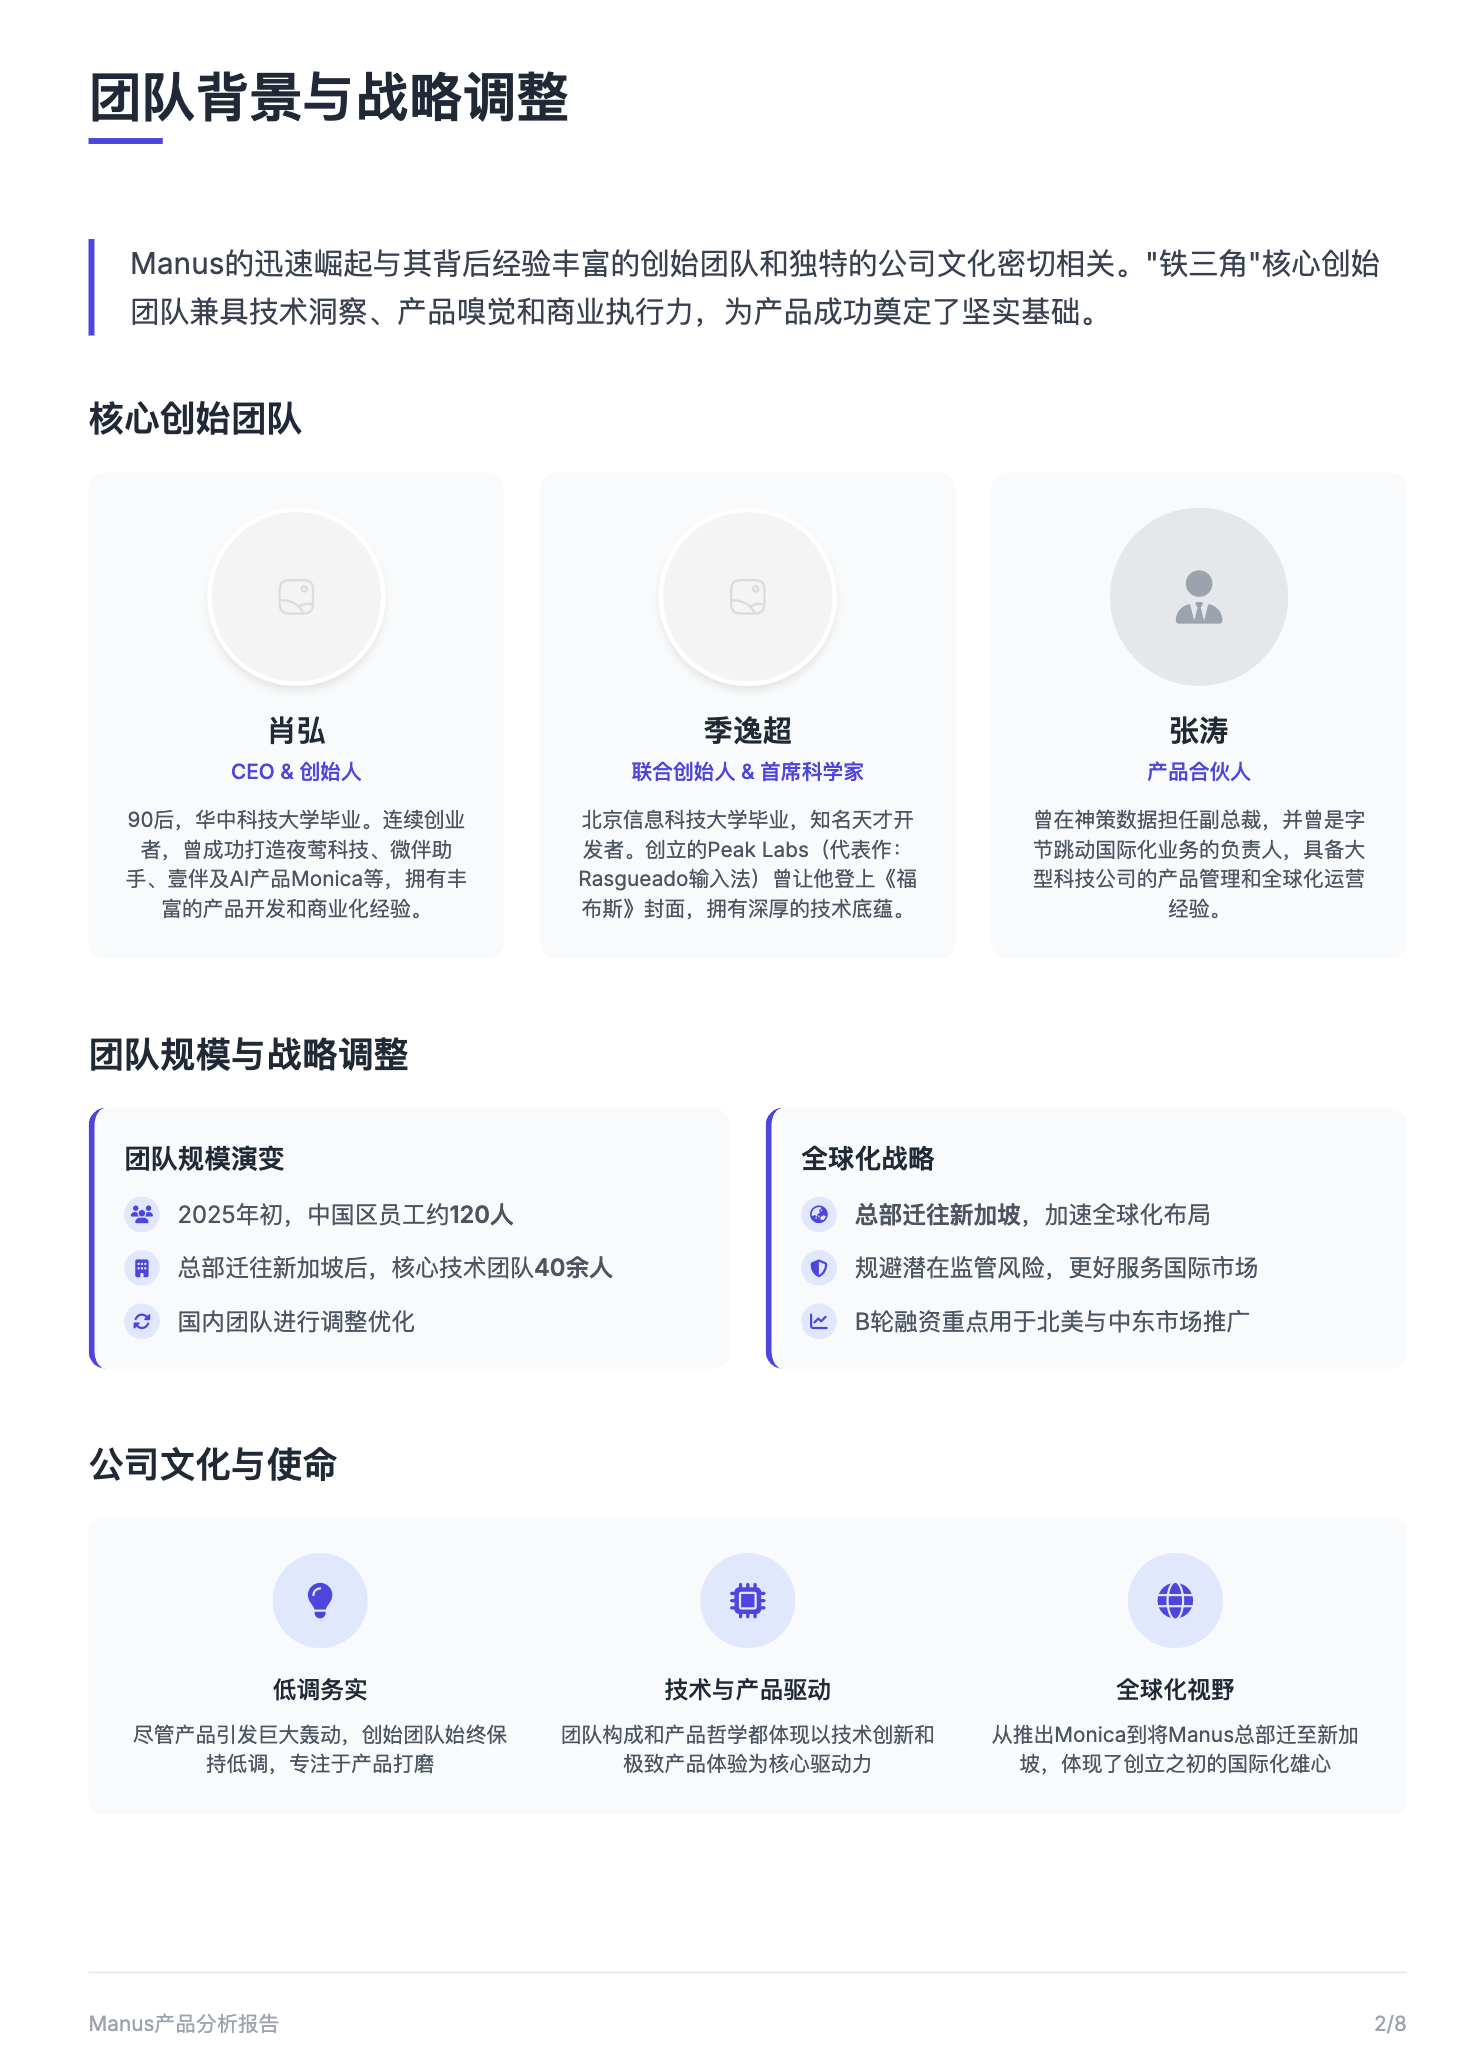 团队背景与战略调整
Manus的迅速崛起与其背后经验丰富的创始团队和独特的公司文化密切相关。"铁三角"核心创始
团队兼具技术洞察、产品嗅觉和商业执行力，为产品成功奠定了坚实基础。
核心创始团队
肖弘
CEO & 创始人
90后，华中科技大学毕业。连续创业
者，曾成功打造夜莺科技、微伴助
手、壹伴及AI产品Monica等，拥有丰
富的产品开发和商业化经验。
季逸超
联合创始人 & 首席科学家
北京信息科技大学毕业，知名天才开
发者。创立的Peak Labs（代表作：
Rasgueado输入法）曾让他登上《福
布斯》封面，拥有深厚的技术底蕴。
张涛
产品合伙人
曾在神策数据担任副总裁，并曾是字
节跳动国际化业务的负责人，具备大
型科技公司的产品管理和全球化运营
经验。
团队规模与战略调整
团队规模演变
2025年初，中国区员工约120人
总部迁往新加坡后，核心技术团队40余人
国内团队进行调整优化
全球化战略
总部迁往新加坡，加速全球化布局
规避潜在监管风险，更好服务国际市场
B轮融资重点用于北美与中东市场推广
公司文化与使命
低调务实
尽管产品引发巨大轰动，创始团队始终保
持低调，专注于产品打磨
技术与产品驱动
团队构成和产品哲学都体现以技术创新和
极致产品体验为核心驱动力
全球化视野
从推出Monica到将Manus总部迁至新加
坡，体现了创立之初的国际化雄心
Manus产品分析报告
2/8